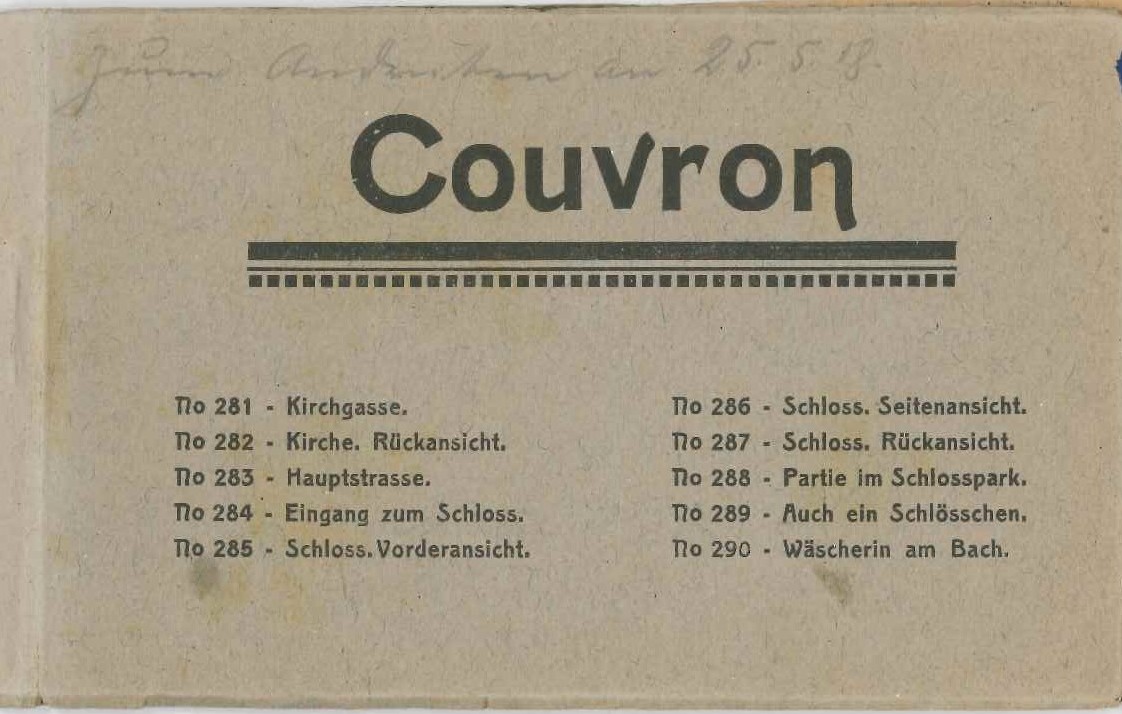 Zum Andenken an 25. 5. 18.
Couvron
No 281 - Kirchgasse.
No 282 - Kirche. Rückansicht.
No 283 - Hauptstrasse.
No 284 - Eingang zum Schloss.
No 285 - Schloss. Vorderansicht.
No 286 - Schloss. Seitenansicht.
No 287 - Schloss. Rückansicht.
No 288 - Partie im Schlosspark.
No 289 - Auch ein Schlösschen.
No 290 - Wäscherin am Bach.